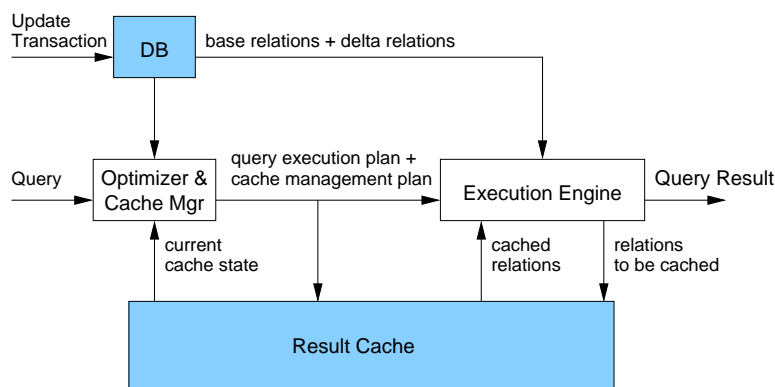 Update
Transaction
DB
base relations + delta relations
Query
Optimizer &
Cache Mgr
query execution plan +
cache management plan
Execution Engine
Query Result
current
cache state
cached
relations
relations
to be cached
Result Cache